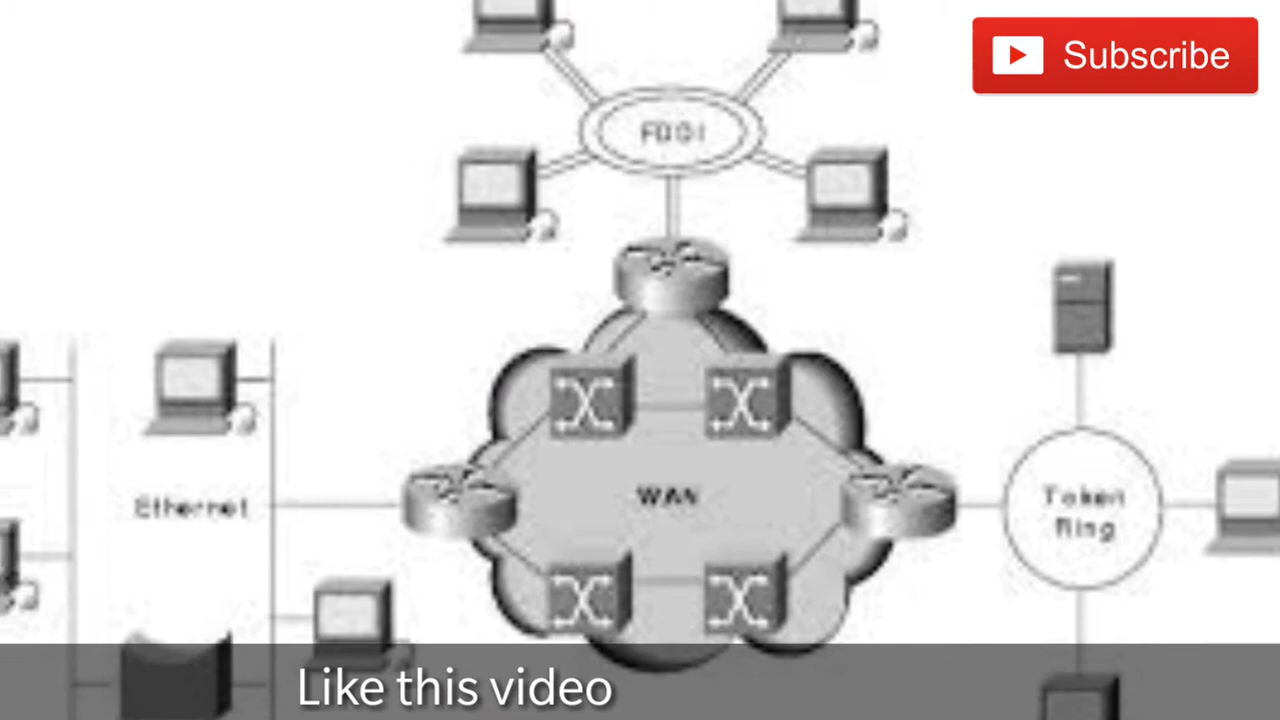 Subscribe
FDDI
WAN
Ethernet
Token
Ring
Like this video